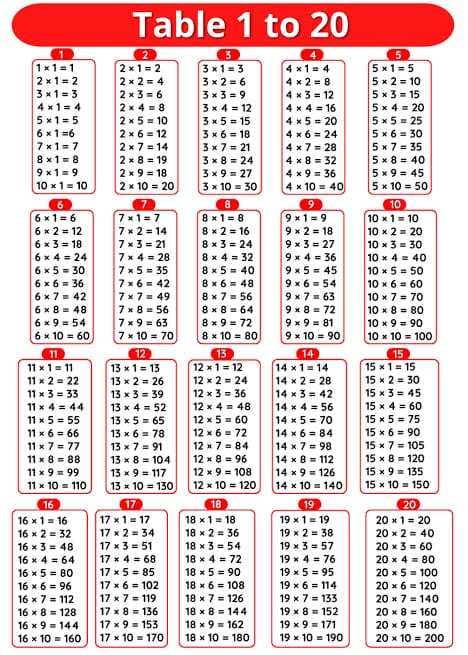 Table 1 to 20
1
1 × 1 = 1
2 × 1 = 2
3 × 1 = 3
4 × 1 = 4
5 × 1 = 5
6 × 1 =6
7 × 1 = 7
8 × 1 = 8
9 × 1 = 9
10 × 1 = 10
2
2 × 1 = 2
2 × 2 = 4
2 × 3 = 6
2 × 4 = 8
2 × 5 = 10
2 × 6 = 12
2 × 7 = 14
2 × 8 = 19
2 × 9 = 18
2 × 10 = 20
3
3 × 1 = 3
3 × 2 = 6
3 × 3 = 9
3 × 4 = 12
3 × 5 = 15
3 × 6 = 18
3 × 7 = 21
3 × 8 = 24
3 × 9 = 27
3 × 10 = 30
4
4 × 1 = 4
4 × 2 = 8
4 × 3 = 12
4 × 4 = 16
4 × 5 = 20
4 × 6 = 24
4 × 7 = 28
4 × 8 = 32
4 × 9 = 36
4 × 10 = 40
5
5 × 1 = 5
5 × 2 = 10
5 × 3 = 15
5 × 4 = 20
5 × 5 = 25
5 × 6 = 30
5 × 7 = 35
5 × 8 = 40
5 × 9 = 45
5 × 10 = 50
6
6 × 1 = 6
6 × 2 = 12
6 × 3 = 18
6 × 4 = 24
6 × 5 = 30
6 × 6 = 36
6 × 7 = 42
6 × 8 = 48
6 × 9 = 54
6 × 10 = 60
7
7 × 1 = 7
7 × 2 = 14
7 × 3 = 21
7 × 4 = 28
7 × 5 = 35
7 × 6 = 42
7 × 7 = 49
7 × 8 = 56
7 × 9 = 63
7 × 10 = 70
8
8 × 1 = 8
8 × 2 = 16
8 × 3 = 24
8 × 4 = 32
8 × 5 = 40
8 × 6 = 48
8 × 7 = 56
8 × 8 = 64
8 × 9 = 72
8 × 10 = 80
9
9 × 1 = 9
9 × 2 = 18
9 × 3 = 27
9 × 4 = 36
9 × 5 = 45
9 × 6 = 54
9 × 7 = 63
9 × 8 = 72
9 × 9 = 81
9 × 10 = 90
10
10 × 1 = 10
10 × 2 = 20
10 × 3 = 30
10 × 4 = 40
10 × 5 = 50
10 × 6 = 60
10 × 7 = 70
10 × 8 = 80
10 × 9 = 90
10 × 10 = 100
11
11 × 1 = 11
11 × 2 = 22
11 × 3 = 33
11 × 4 = 44
11 × 5 = 55
11 × 6 = 66
11 × 7 = 77
11 × 8 = 88
11 × 9 = 99
11 × 10 = 110
12
13 × 1 = 13
13 × 2 = 26
13 × 3 = 39
13 × 4 = 52
13 × 5 = 65
13 × 6 = 78
13 × 7 = 91
13 × 8 = 104
13 × 9 = 117
13 × 10 = 130
13
12 × 1 = 12
12 × 2 = 24
12 × 3 = 36
12 × 4 = 48
12 × 5 = 60
12 × 6 = 72
12 × 7 = 84
12 × 8 = 96
12 × 9 = 108
12 × 10 = 120
14
14 × 1 = 14
14 × 2 = 28
14 × 3 = 42
14 × 4 = 56
14 × 5 = 70
14 × 6 = 84
14 × 7 = 98
14 × 8 = 112
14 × 9 = 126
14 × 10 = 140
15
15 × 1 = 15
15 × 2 = 30
15 × 3 = 45
15 × 4 = 60
15 × 5 = 75
15 × 6 = 90
15 × 7 = 105
15 × 8 = 120
15 × 9 = 135
15 × 10 = 150
16
16 × 1 = 16
16 × 2 = 32
16 × 3 = 48
16 × 4 = 64
16 × 5 = 80
16 × 6 = 96
16 × 7 = 112
16 × 8 = 128
16 × 9 = 144
16 × 10 = 160
17
17 × 1 = 17
17 × 2 = 34
17 × 3 = 51
17 × 4 = 68
17 × 5 = 85
17 × 6 = 102
17 × 7 = 119
17 × 8 = 136
17 × 9 = 153
17 × 10 = 170
18
18 × 1 = 18
18 × 2 = 36
18 × 3 = 54
18 × 4 = 72
18 × 5 = 90
18 × 6 = 108
18 × 7 = 126
18 × 8 = 144
18 × 9 = 162
18 × 10 = 180
19
19 × 1 = 19
19 × 2 = 38
19 × 3 = 57
19 × 4 = 76
19 × 5 = 95
19 × 6 = 114
19 × 7 = 133
19 × 8 = 152
19 × 9 = 171
19 × 10 = 190
20
20 × 1 = 20
20 × 2 = 40
20 × 3 = 60
20 × 4 = 80
20 × 5 = 100
20 × 6 = 120
20 × 7 = 140
20 × 8 = 160
20 × 9 = 180
20 × 10 = 200